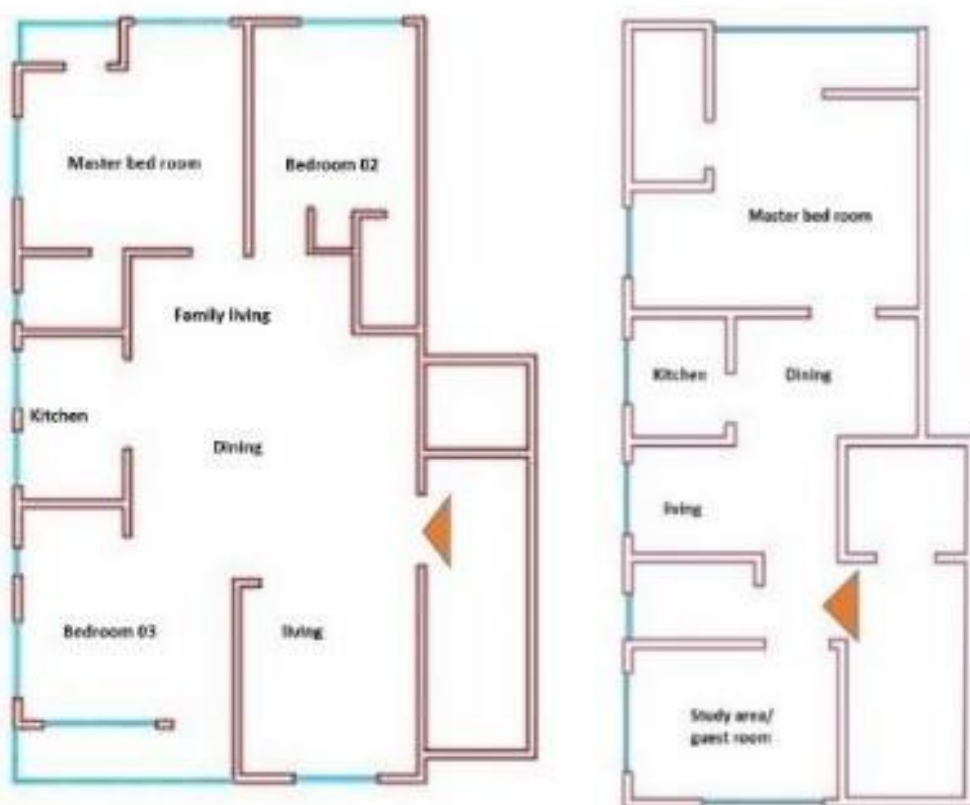 Master bed room
Bedroom 02
Family living
Kitchen
Dining
Bedroom 03
living
Master bed room
Kitchen
Dining
living
Study area/
guest room